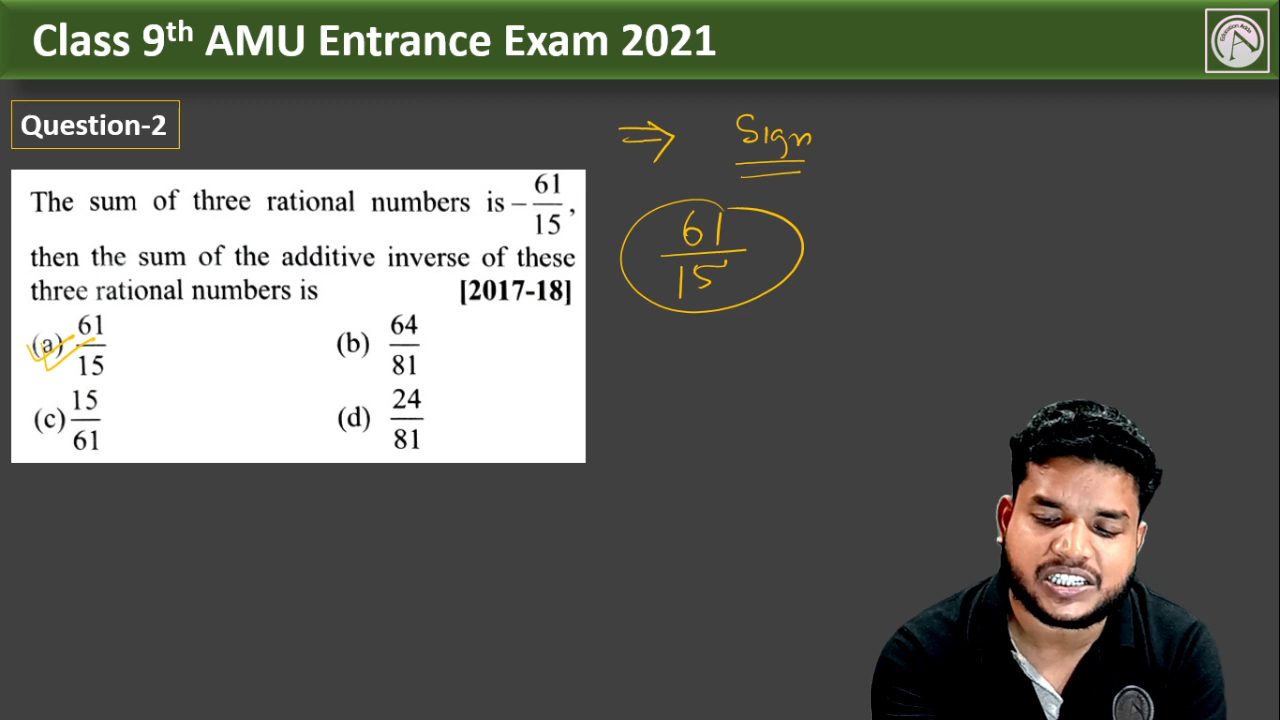 Class 9th AMU Entrance Exam 2021
Education Adda
A
Question-2
⇒ Sign
The sum of three rational numbers is −61/15,
then the sum of the additive inverse of these
three rational numbers is [2017-18]
61/15
(a) 61/15 (b) 64/81
(c) 15/61 (d) 24/81